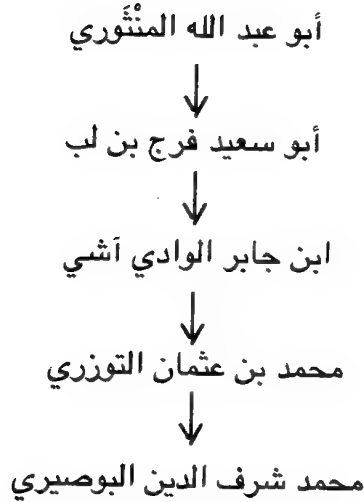 أبو عبد الله المنْتَوري
أبو سعيد فرج بن لب
ابن جابر الوادي آشي
محمد بن عثمان التوزري
محمد شرف الدين البوصيري